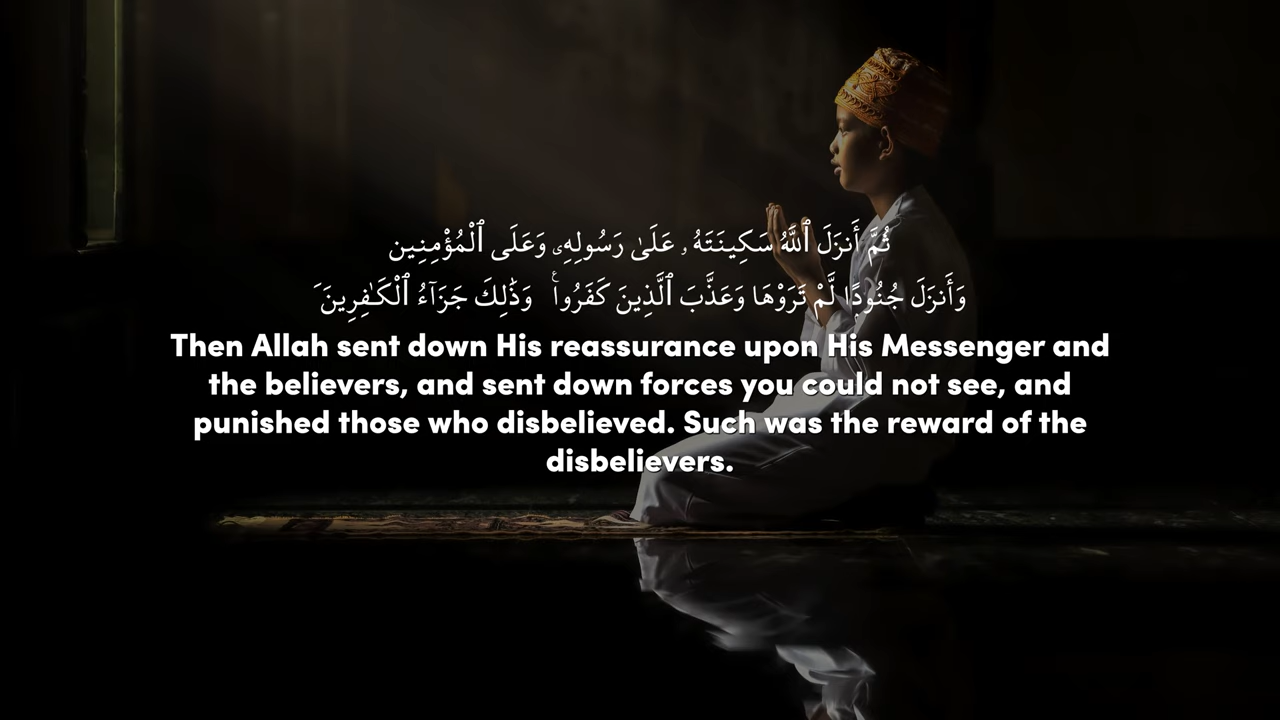 ثُمَّ أَنزَلَ ٱللَّهُ سَكِينَتَهُۥ عَلَىٰ رَسُولِهِۦ وَعَلَى ٱلْمُؤْمِنِين
وَأَنزَلَ جُنُودًۭا لَّمْ تَرَوْهَا وَعَذَّبَ ٱلَّذِينَ كَفَرُوا۟ ۚ وَذَٰلِكَ جَزَآءُ ٱلْكَـٰفِرِينَ َ
Then Allah sent down His reassurance upon His Messenger and
the believers, and sent down forces you could not see, and
punished those who disbelieved. Such was the reward of the
disbelievers.